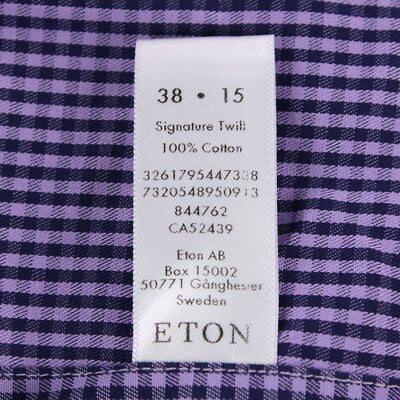 38 • 15
Signature Twill
100% Cotton
3261795447338
7320548950913
844762
CA52439
Eton AB
Box 15002
50771 Gånghester
Sweden
ETON